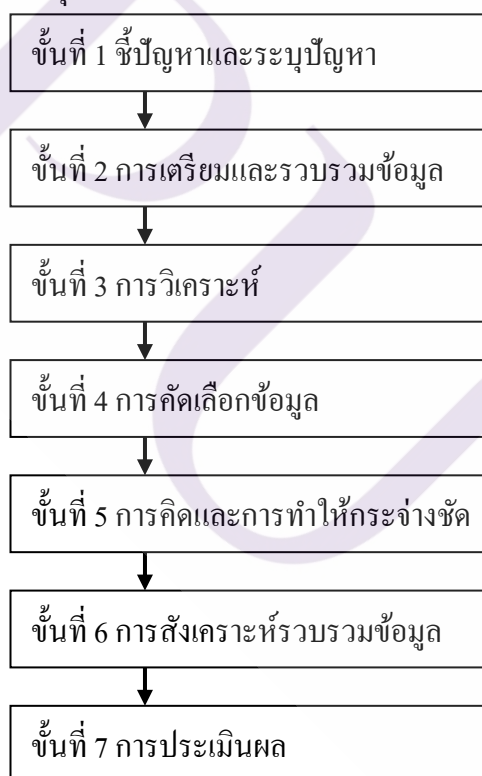 ขั้นที่ 1 ชี้ปัญหาและระบุปัญหา
ขั้นที่ 2 การเตรียมและรวบรวมข้อมูล
ขั้นที่ 3 การวิเคราะห์
ขั้นที่ 4 การคัดเลือกข้อมูล
ขั้นที่ 5 การคิดและการทำให้กระจ่างชัด
ขั้นที่ 6 การสังเคราะห์รวบรวมข้อมูล
ขั้นที่ 7 การประเมินผล